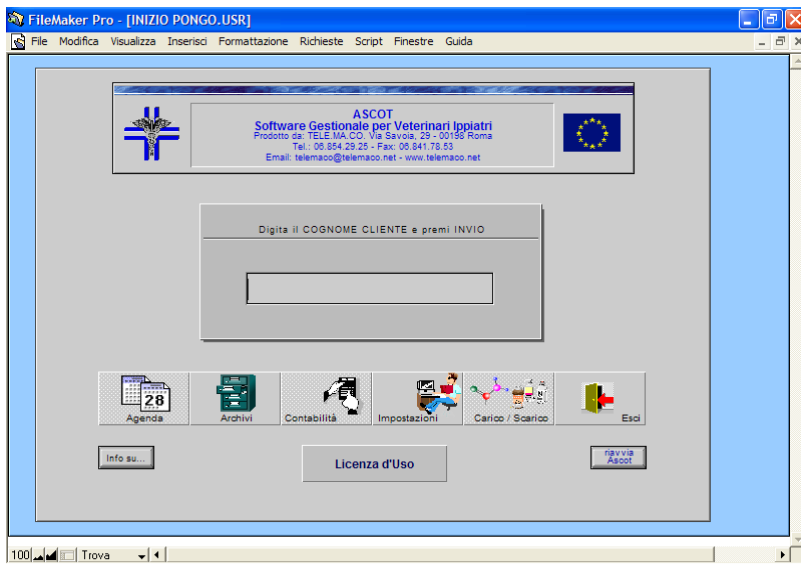 FileMaker Pro - [INIZIO PONGO.USR]
File Modifica Visualizza Inserisci Formattazione Richieste Script Finestre Guida
ASCOT
Software Gestionale per Veterinari Ippiatri
Prodotto da: TELE.MA.CO. Via Savoia, 29 - 00198 Roma
Tel.: 06.854.29.25 - Fax: 06.841.78.53
Email: telemaco@telemaco.net - www.telemaco.net
Digita il COGNOME CLIENTE e premi INVIO
28
Agenda Archivi Contabilità Impostazioni Carico / Scarico Esci
Info su...
Licenza d'Uso
riavvia
Ascot
100 Trova